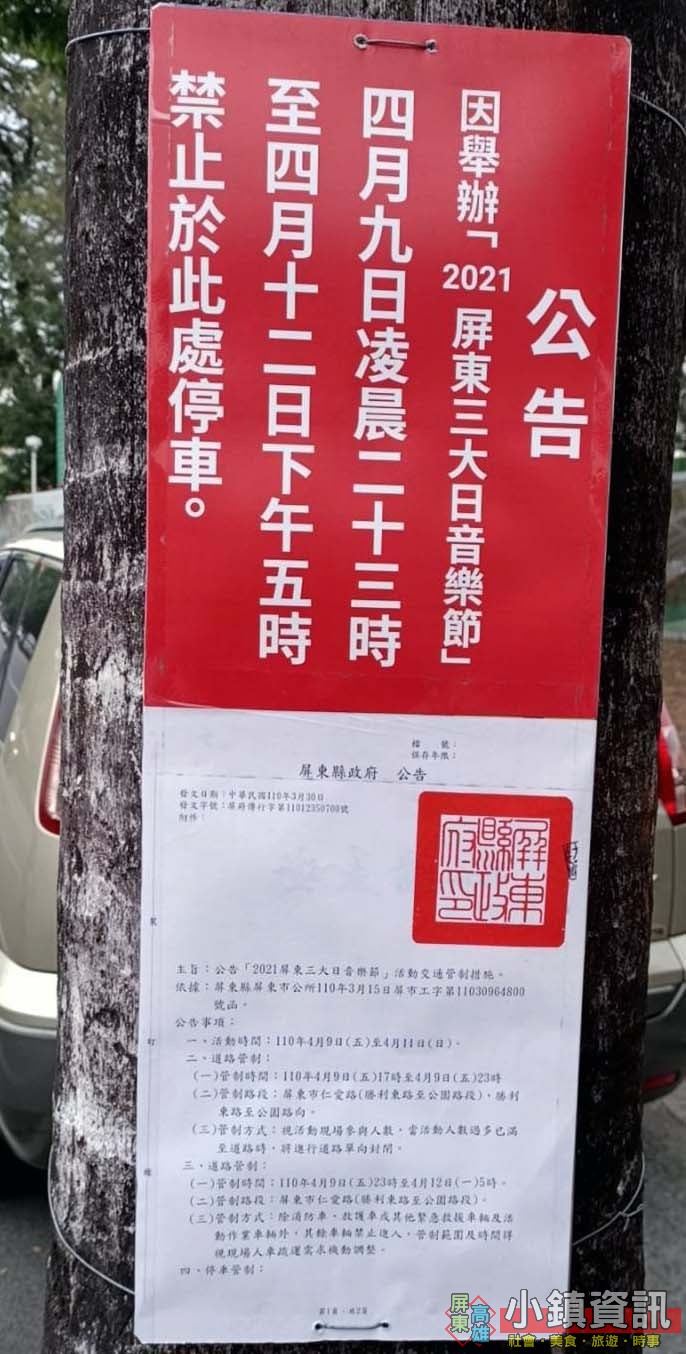 公告
因舉辦「2021屏東三大日音樂節」
四月九日凌晨二十三時
至四月十二日下午五時
禁止於此處停車。
檔　號：
保存年限：
屏東縣政府　公告
發文日期：中華民國110年3月30日
發文字號：屏府傳行字第11012350700號
附件：
屏東縣政府印
主旨：公告「2021屏東三大日音樂節」活動交通管制措施。
依據：屏東縣屏東市公所110年3月15日屏市工字第11030964800
號函。
公告事項：
一、活動時間：110年4月9日(五)至4月11日(日)。
二、道路管制：
(一)管制時間：110年4月9日(五)17時至4月9日(五)23時
(二)管制路段：屏東市仁愛路(勝利東路至公園路段)，勝利
東路至公園路向。
(三)管制方式：視活動現場參與人數，當活動人數過多已滿
至道路時，將進行道路單向封閉。
三、道路管制：
(一)管制時間：110年4月9日(五)23時至4月12日(一)5時。
(二)管制路段：屏東市仁愛路(勝利東路至公園路段)。
(三)管制方式：除消防車、救護車或其他緊急救援車輛及活
動作業車輛外，其餘車輛禁止進入，管制範圍及時間得
視現場人車疏運需求機動調整。
四、停車管制：
裝
訂
線
第1頁，共2頁
屏東
高雄
小鎮資訊
社會・美食・旅遊・時事